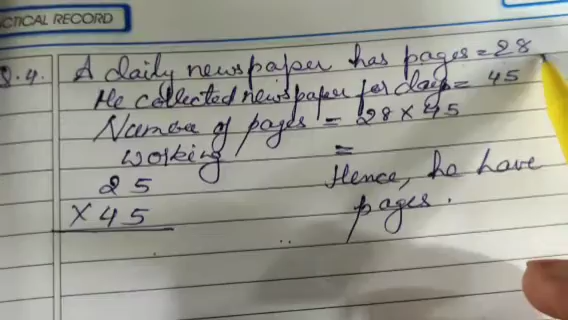 CTICAL RECORD
Q.4. A daily newspaper has pages = 28
He collected newspaper for days = 45
Number of pages = 28 × 45
working =
25 Hence, he have
× 45 pages.